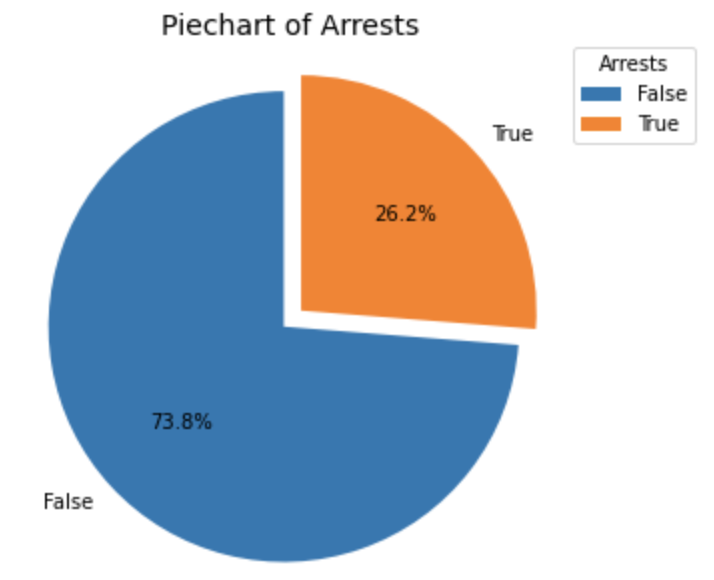 Piechart of Arrests
Arrests
False
True
True
26.2%
73.8%
False